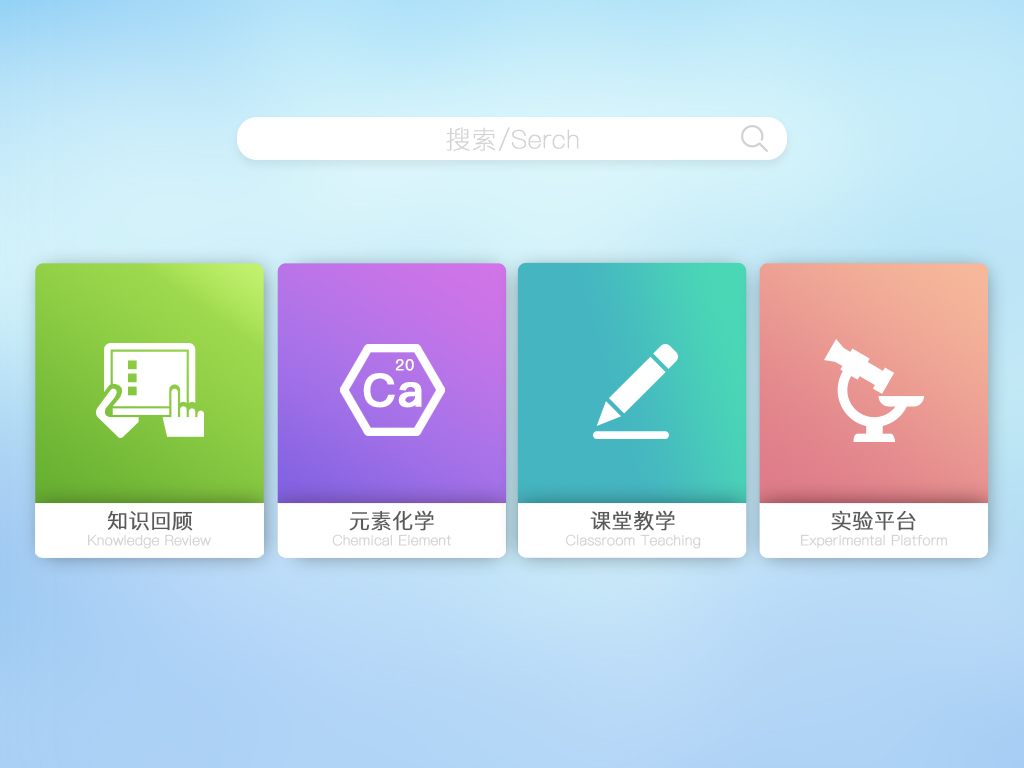 搜索/Serch
20
Ca
知识回顾
Knowledge Review
元素化学
Chemical Element
课堂教学
Classroom Teaching
实验平台
Experimental Platform